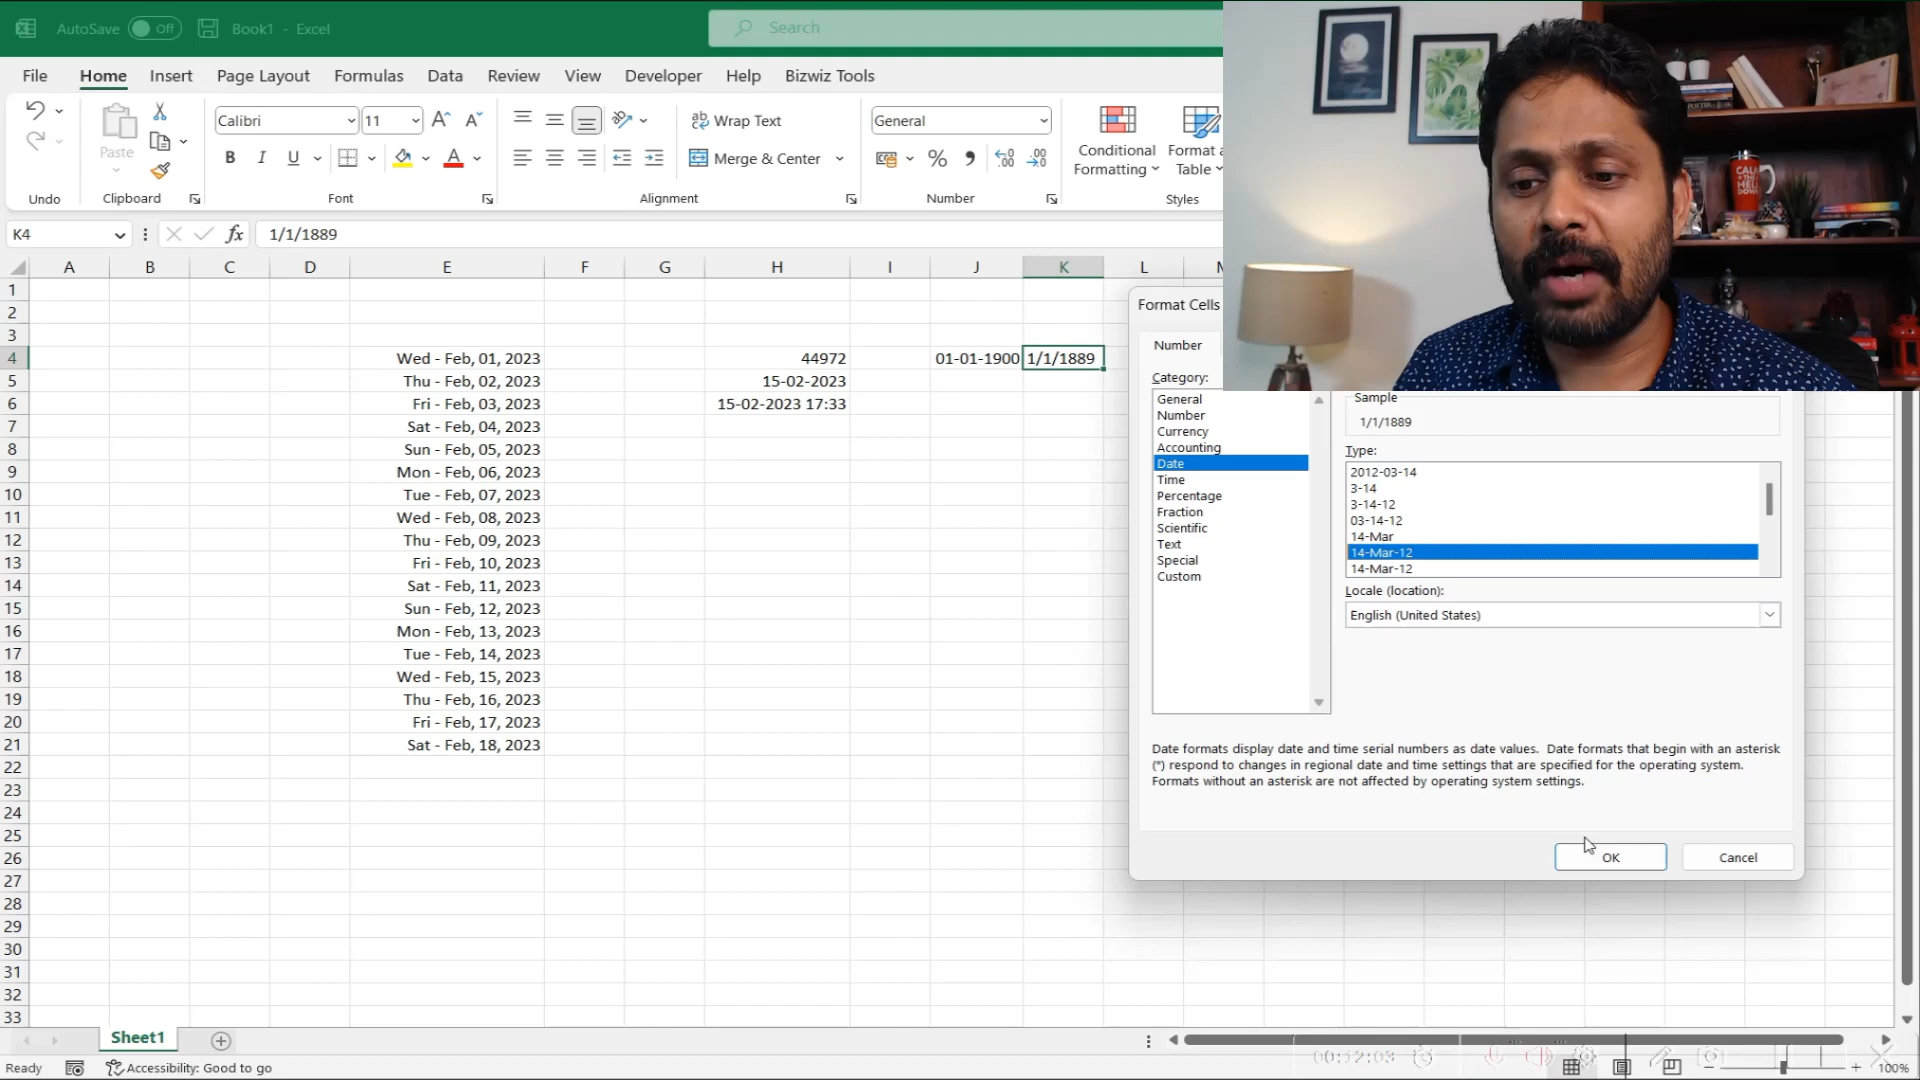 AutoSave Off Book1 - Excel Search
File Home Insert Page Layout Formulas Data Review View Developer Help Bizwiz Tools
Calibri 11 Wrap Text General
Paste B I U Merge & Center % Conditional Formatting Format a Table
Undo Clipboard Font Alignment Number Styles
K4 fx 1/1/1889
A B C D E F G H I J K L
1
2
3
4 Wed - Feb, 01, 2023 44972 01-01-1900 1/1/1889
5 Thu - Feb, 02, 2023 15-02-2023
6 Fri - Feb, 03, 2023 15-02-2023 17:33
7 Sat - Feb, 04, 2023
8 Sun - Feb, 05, 2023
9 Mon - Feb, 06, 2023
10 Tue - Feb, 07, 2023
11 Wed - Feb, 08, 2023
12 Thu - Feb, 09, 2023
13 Fri - Feb, 10, 2023
14 Sat - Feb, 11, 2023
15 Sun - Feb, 12, 2023
16 Mon - Feb, 13, 2023
17 Tue - Feb, 14, 2023
18 Wed - Feb, 15, 2023
19 Thu - Feb, 16, 2023
20 Fri - Feb, 17, 2023
21 Sat - Feb, 18, 2023
22
23
24
25
26
27
28
29
30
31
32
33
Format Cells
Number
Category:
General
Number
Currency
Accounting
Date
Time
Percentage
Fraction
Scientific
Text
Special
Custom
Sample
1/1/1889
Type:
2012-03-14
3-14
3-14-12
03-14-12
14-Mar
14-Mar-12
14-Mar-12
Locale (location):
English (United States)
Date formats display date and time serial numbers as date values. Date formats that begin with an asterisk
(*) respond to changes in regional date and time settings that are specified for the operating system.
Formats without an asterisk are not affected by operating system settings.
OK Cancel
Sheet1
Ready Accessibility: Good to go 00:12:03 100%